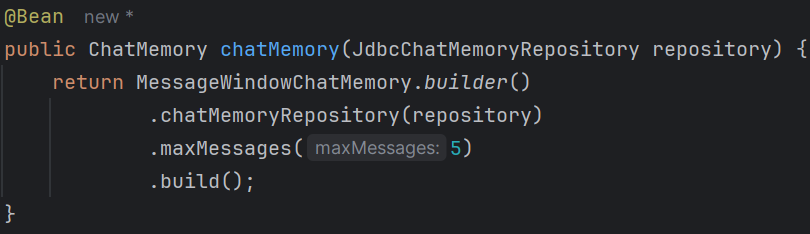 @Bean new *
public ChatMemory chatMemory(JdbcChatMemoryRepository repository) {
return MessageWindowChatMemory.builder()
.chatMemoryRepository(repository)
.maxMessages( maxMessages: 5)
.build();
}